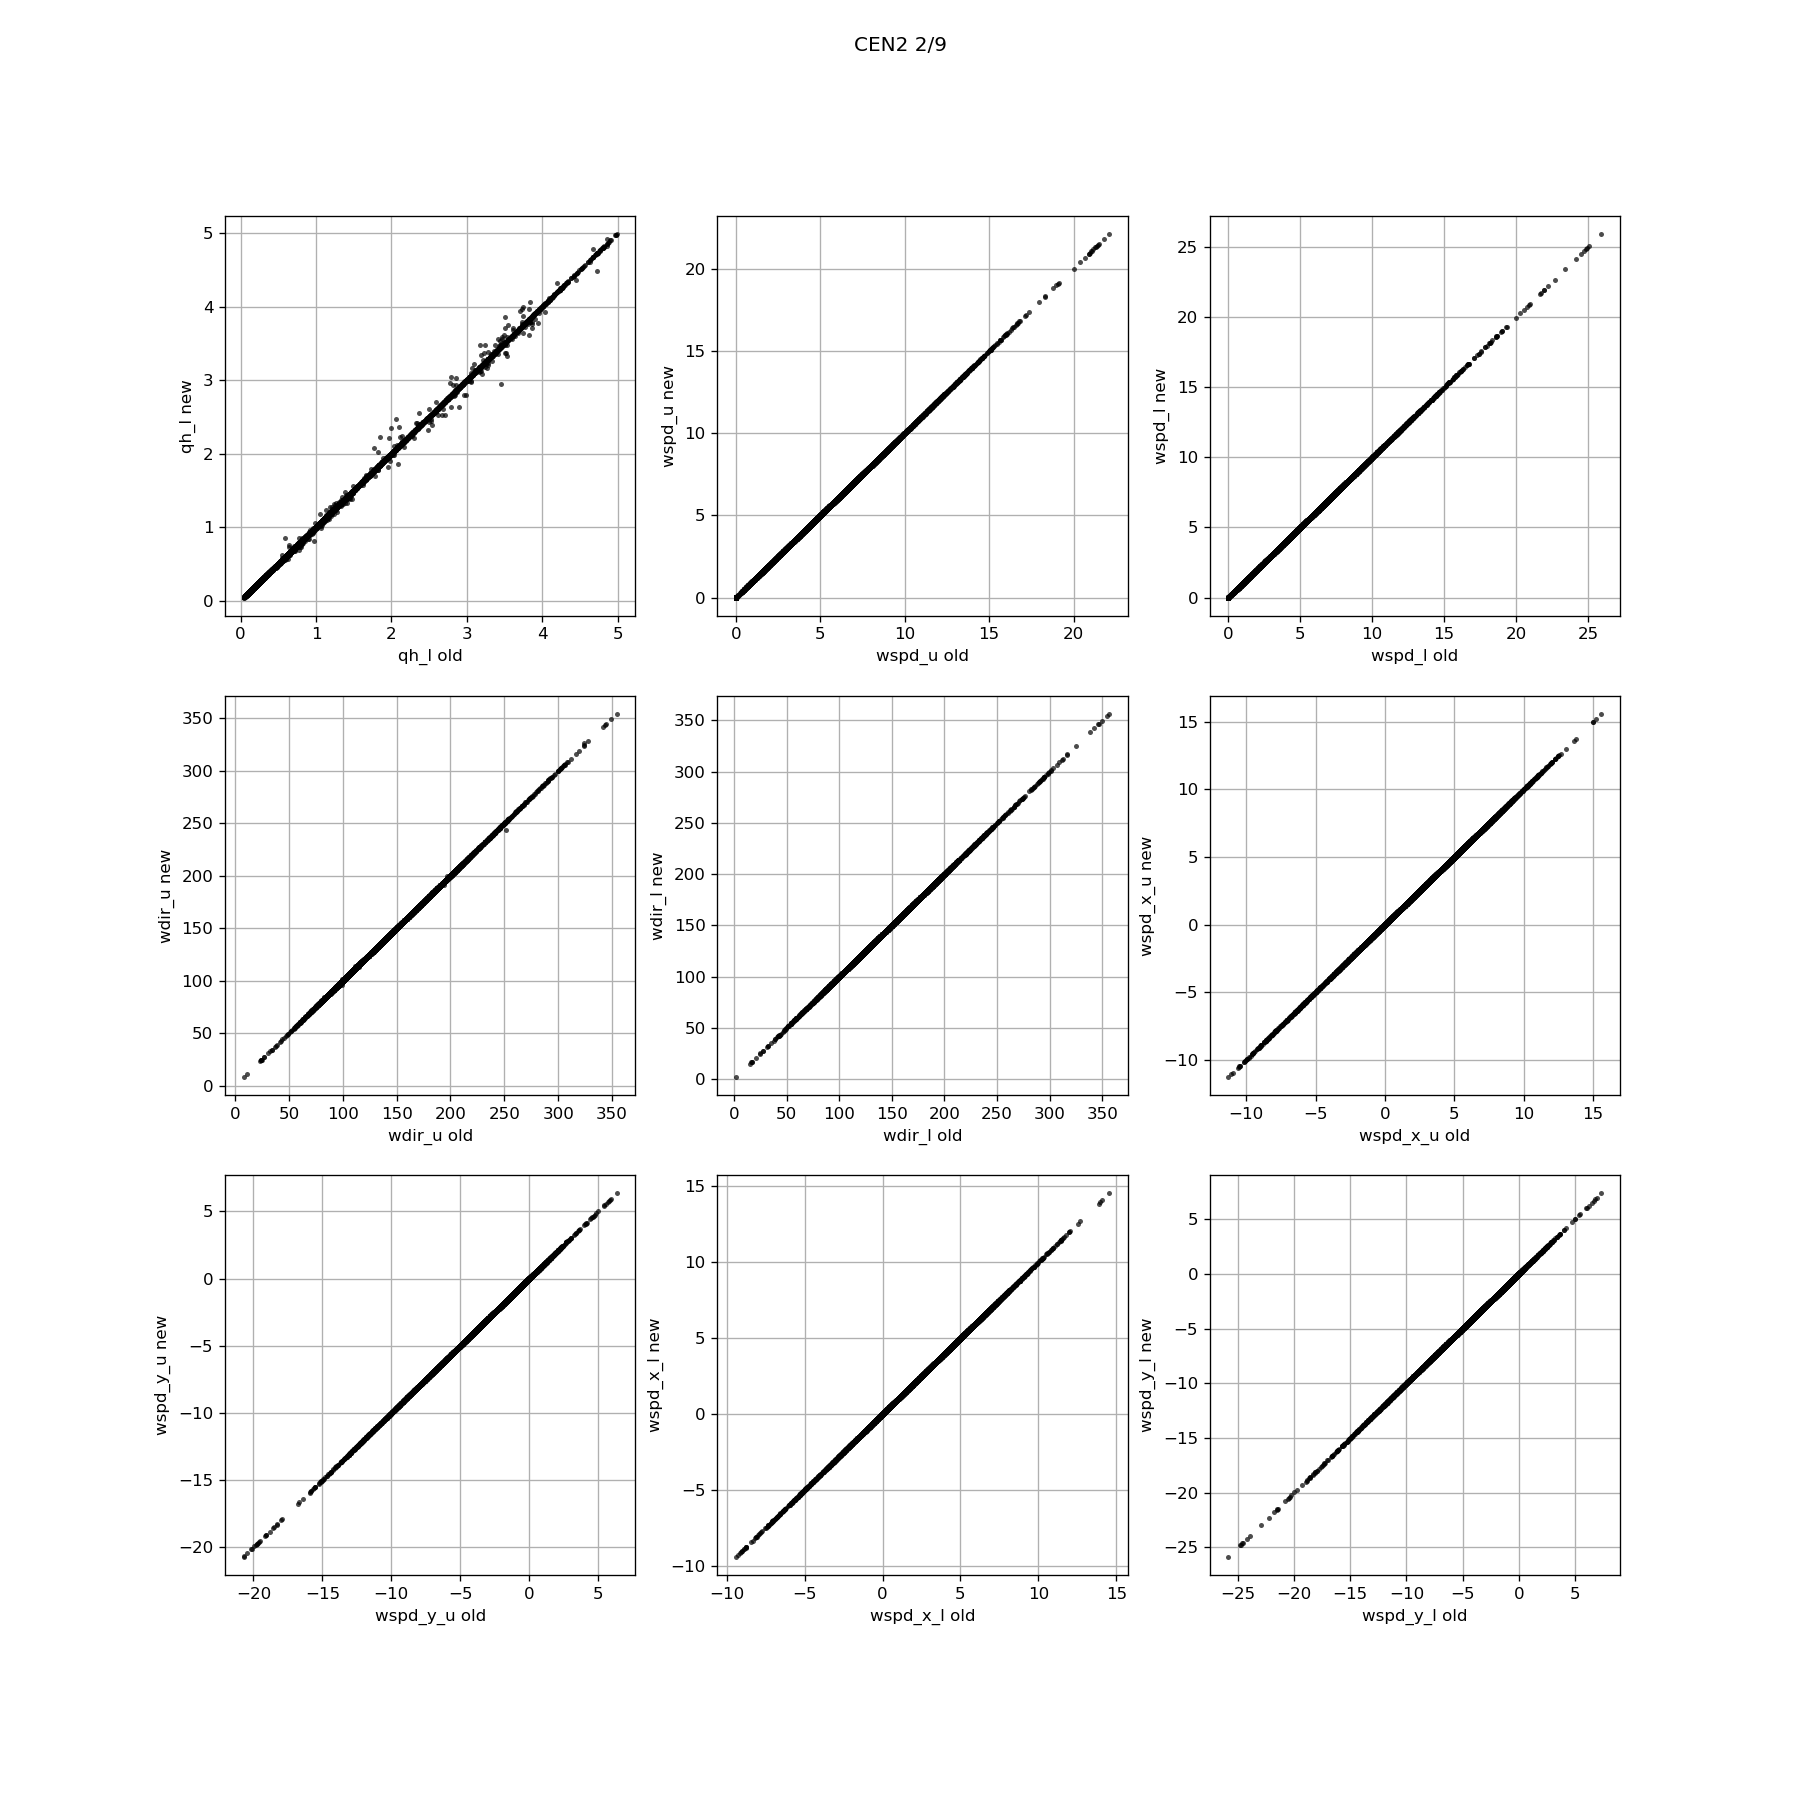 CEN2 2/9
qh_l new
5
4
3
2
1
0
0 1 2 3 4 5
qh_l old
wspd_u new
20
15
10
5
0
0 5 10 15 20
wspd_u old
wspd_l new
25
20
15
10
5
0
0 5 10 15 20 25
wspd_l old
wdir_u new
350
300
250
200
150
100
50
0
0 50 100 150 200 250 300 350
wdir_u old
wdir_l new
350
300
250
200
150
100
50
0
0 50 100 150 200 250 300 350
wdir_l old
wspd_x_u new
15
10
5
0
−5
−10
−10 −5 0 5 10 15
wspd_x_u old
wspd_y_u new
5
0
−5
−10
−15
−20
−20 −15 −10 −5 0 5
wspd_y_u old
wspd_x_l new
15
10
5
0
−5
−10
−10 −5 0 5 10 15
wspd_x_l old
wspd_y_l new
5
0
−5
−10
−15
−20
−25
−25 −20 −15 −10 −5 0 5
wspd_y_l old